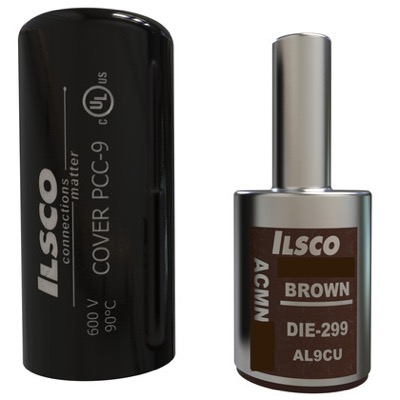 ILSCO
connections
matter
COVER PCC-9
600 V
90°C
C UL US
ILSCO
ACMN
BROWN
DIE-299
AL9CU